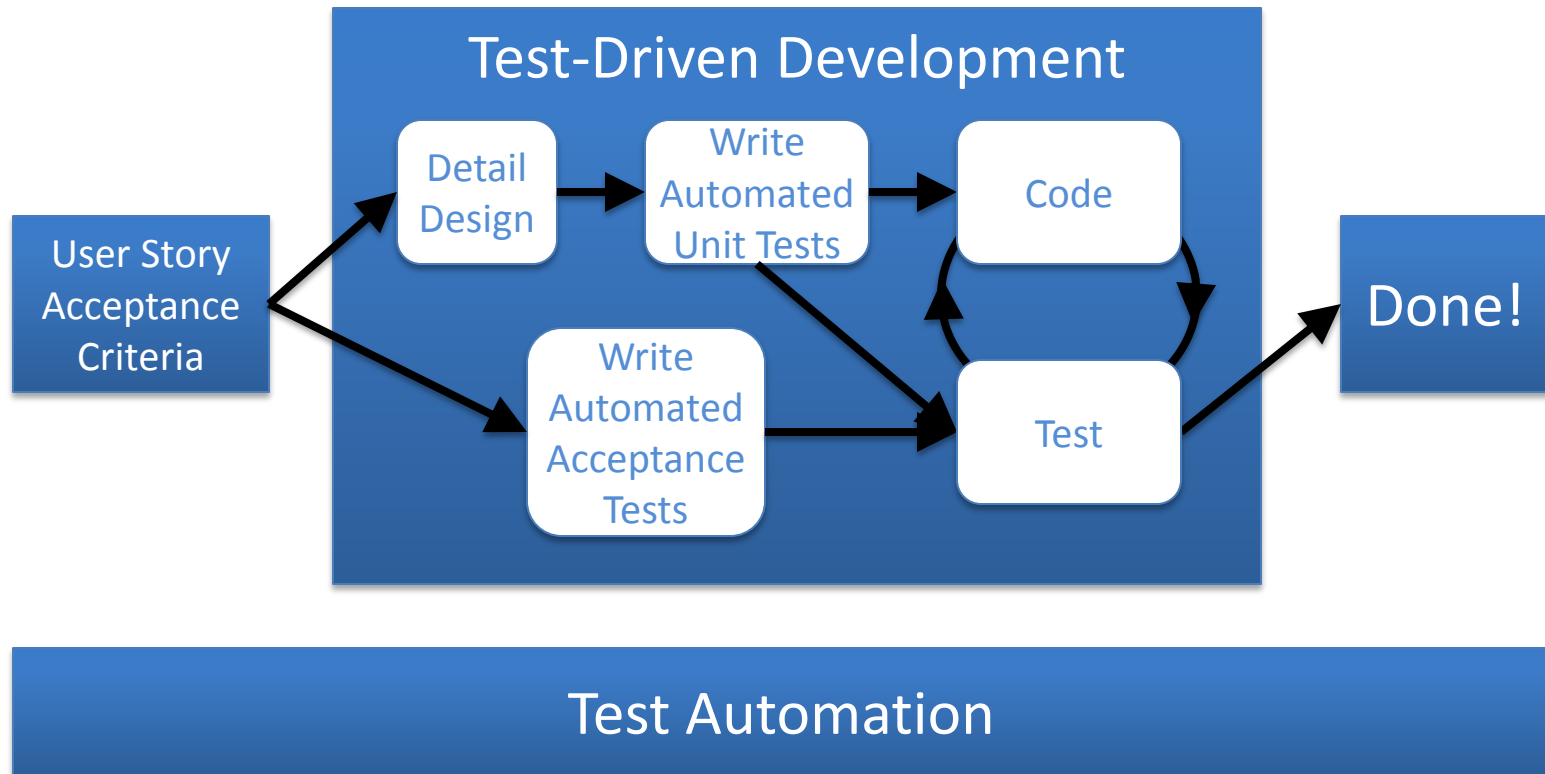 Test-Driven Development
User Story
Acceptance
Criteria
Detail
Design
Write
Automated
Unit Tests
Code
Write
Automated
Acceptance
Tests
Test
Done!
Test Automation